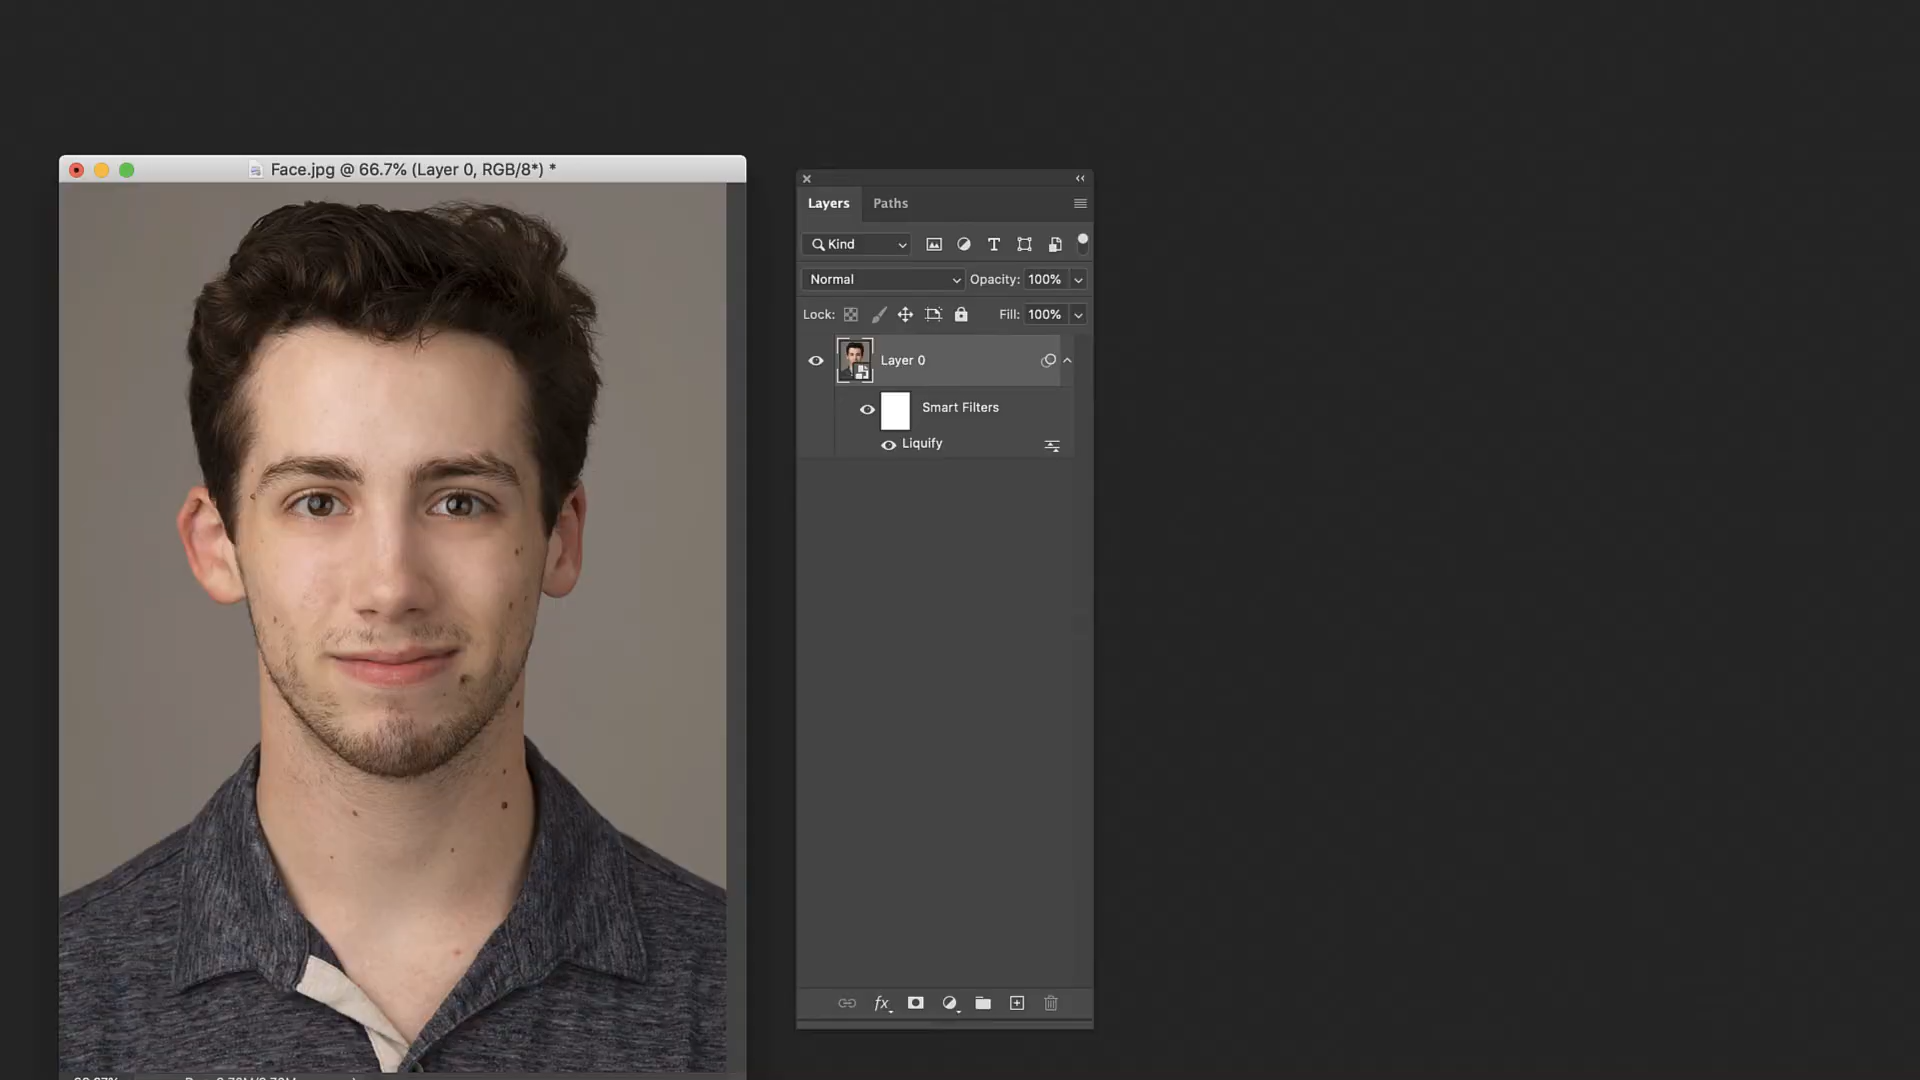 Face.jpg @ 66.7% (Layer 0, RGB/8*) *
Layers
Paths
Kind
Normal
Opacity: 100%
Lock:
Fill: 100%
Layer 0
Smart Filters
Liquify
fx